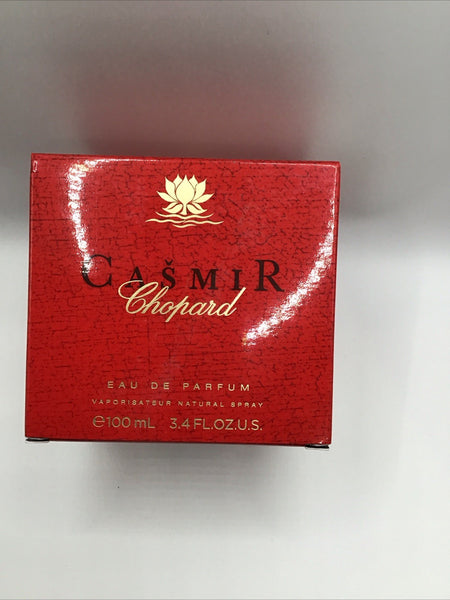 CAŠMIR
Chopard
EAU DE PARFUM
VAPORISATEUR NATURAL SPRAY
℮100 mL 3.4 FL.OZ.U.S.